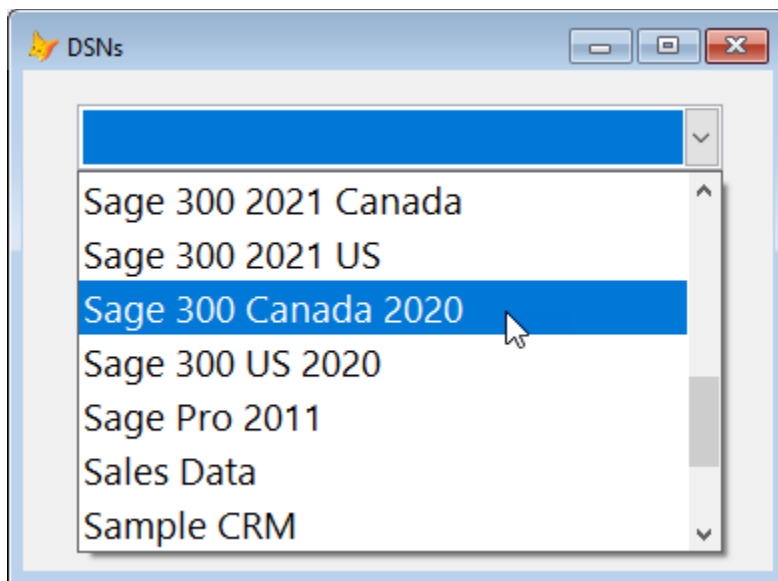 DSNs
Sage 300 2021 Canada
Sage 300 2021 US
Sage 300 Canada 2020
Sage 300 US 2020
Sage Pro 2011
Sales Data
Sample CRM